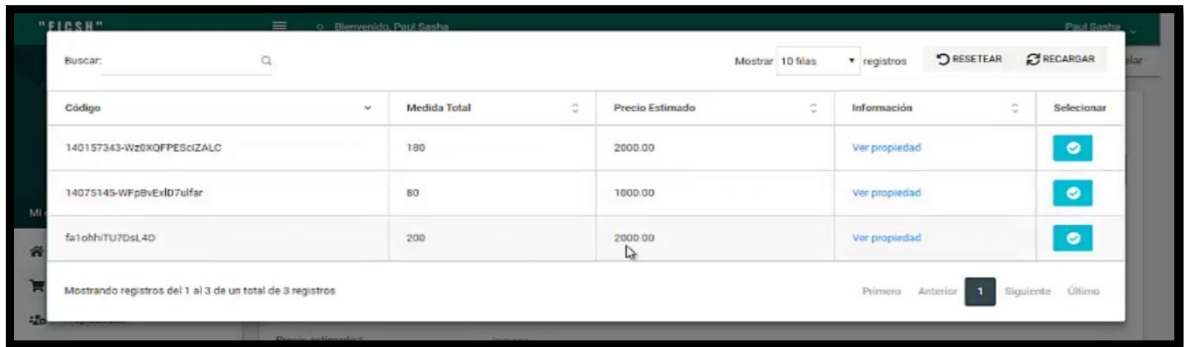 "FICSH"
Bienvenido, Paul Sasha
Paul Sasha
Buscar:
Mostrar 10 filas registros
RESETEAR
RECARGAR
Código
Medida Total
Precio Estimado
Información
Selecionar
140157343-Wz0XQFPESciZALC
180
2000.00
Ver propiedad
14075145-WFpBvExlD7ulfar
80
1000.00
Ver propiedad
fa1ohhiTU7DsL4D
200
2000.00
Ver propiedad
Mostrando registros del 1 al 3 de un total de 3 registros
Primero Anterior 1 Siguiente Último
Precio estimado *